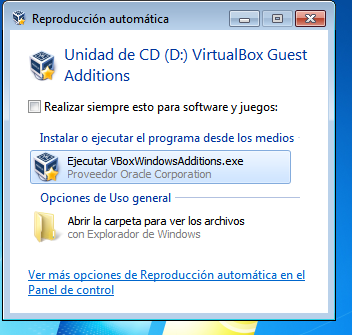 Reproducción automática
Unidad de CD (D:) VirtualBox Guest
Additions
Realizar siempre esto para software y juegos:
Instalar o ejecutar el programa desde los medios
Ejecutar VBoxWindowsAdditions.exe
Proveedor Oracle Corporation
Opciones de Uso general
Abrir la carpeta para ver los archivos
con Explorador de Windows
Ver más opciones de Reproducción automática en el
Panel de control